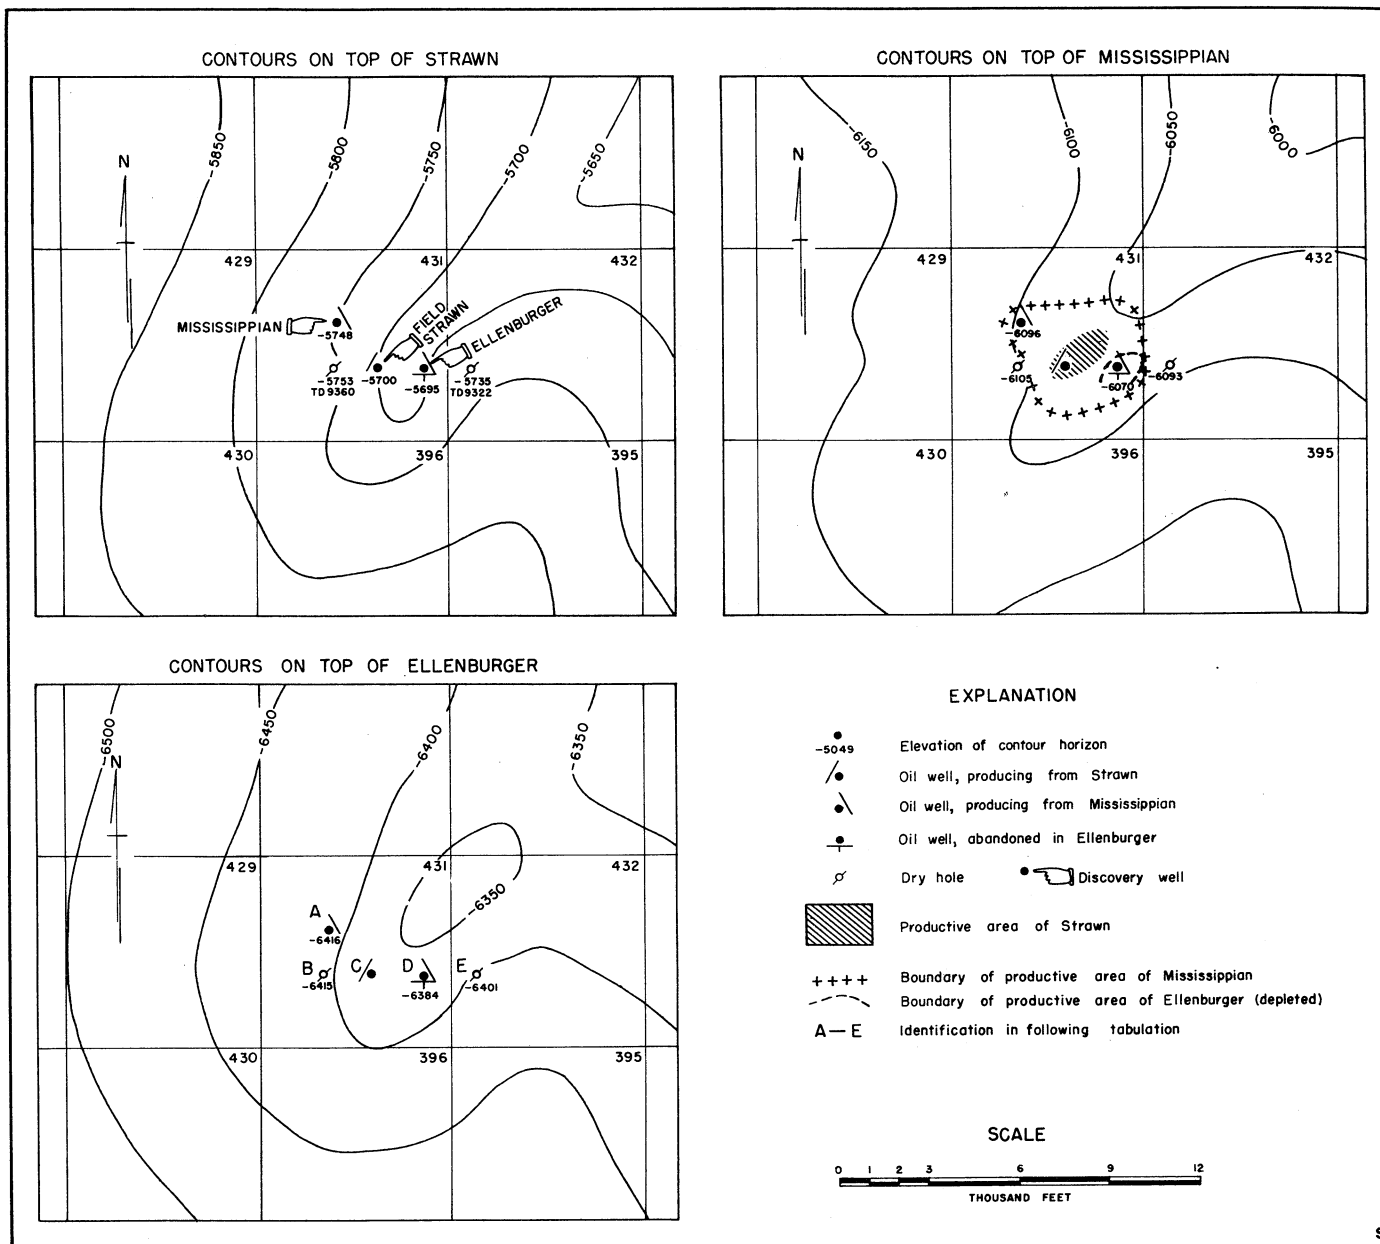 CONTOURS ON TOP OF STRAWN
-5850
-5800
-5750
-5700
-5650
N
429
431
432
MISSISSIPPIAN
FIELD
STRAWN
ELLENBURGER
-5748
-5753
TD 9360
-5700
-5695
-5735
TD 9322
430
396
395
CONTOURS ON TOP OF MISSISSIPPIAN
-6150
-6100
-6050
-6000
N
429
431
432
-6096
-6105
-6070
-6093
430
396
395
CONTOURS ON TOP OF ELLENBURGER
-6500
-6450
-6400
-6350
N
429
431
432
-6350
A
-6416
B
-6415
C
D
-6384
E
-6401
430
396
395
EXPLANATION
-5049 Elevation of contour horizon
Oil well, producing from Strawn
Oil well, producing from Mississippian
Oil well, abandoned in Ellenburger
Dry hole Discovery well
Productive area of Strawn
++++ Boundary of productive area of Mississippian
Boundary of productive area of Ellenburger (depleted)
A—E Identification in following tabulation
SCALE
0 1 2 3 6 9 12
THOUSAND FEET